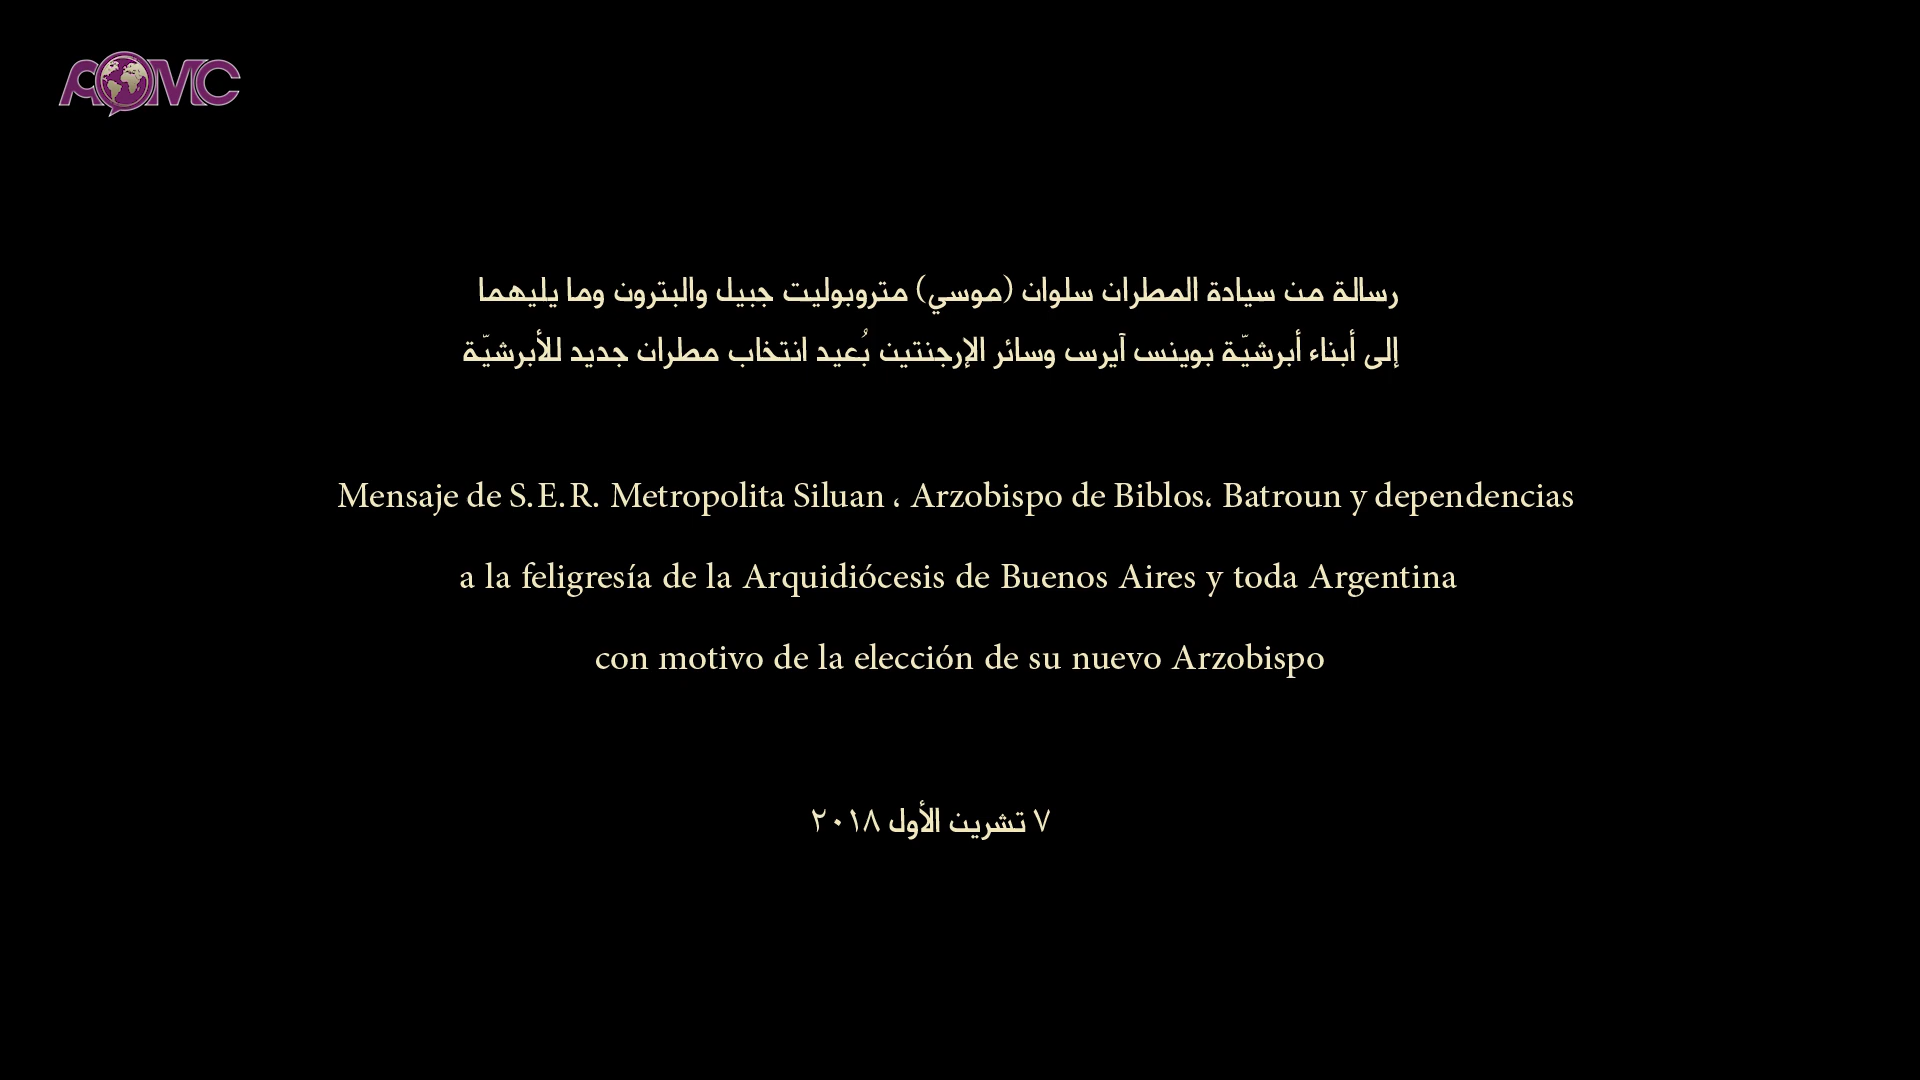 AOMC
رسالة من سيادة المطران سلوان (موسي) متروبوليت جبيل والبترون وما يليهما
إلى أبناء أبرشيّة بوينس آيرس وسائر الإرجنتين بُعيد انتخاب مطران جديد للأبرشيّة
Mensaje de S.E.R. Metropolita Siluan ، Arzobispo de Biblos، Batroun y dependencias
a la feligresía de la Arquidiócesis de Buenos Aires y toda Argentina
con motivo de la elección de su nuevo Arzobispo
٧ تشرين الأول ٢٠١٨